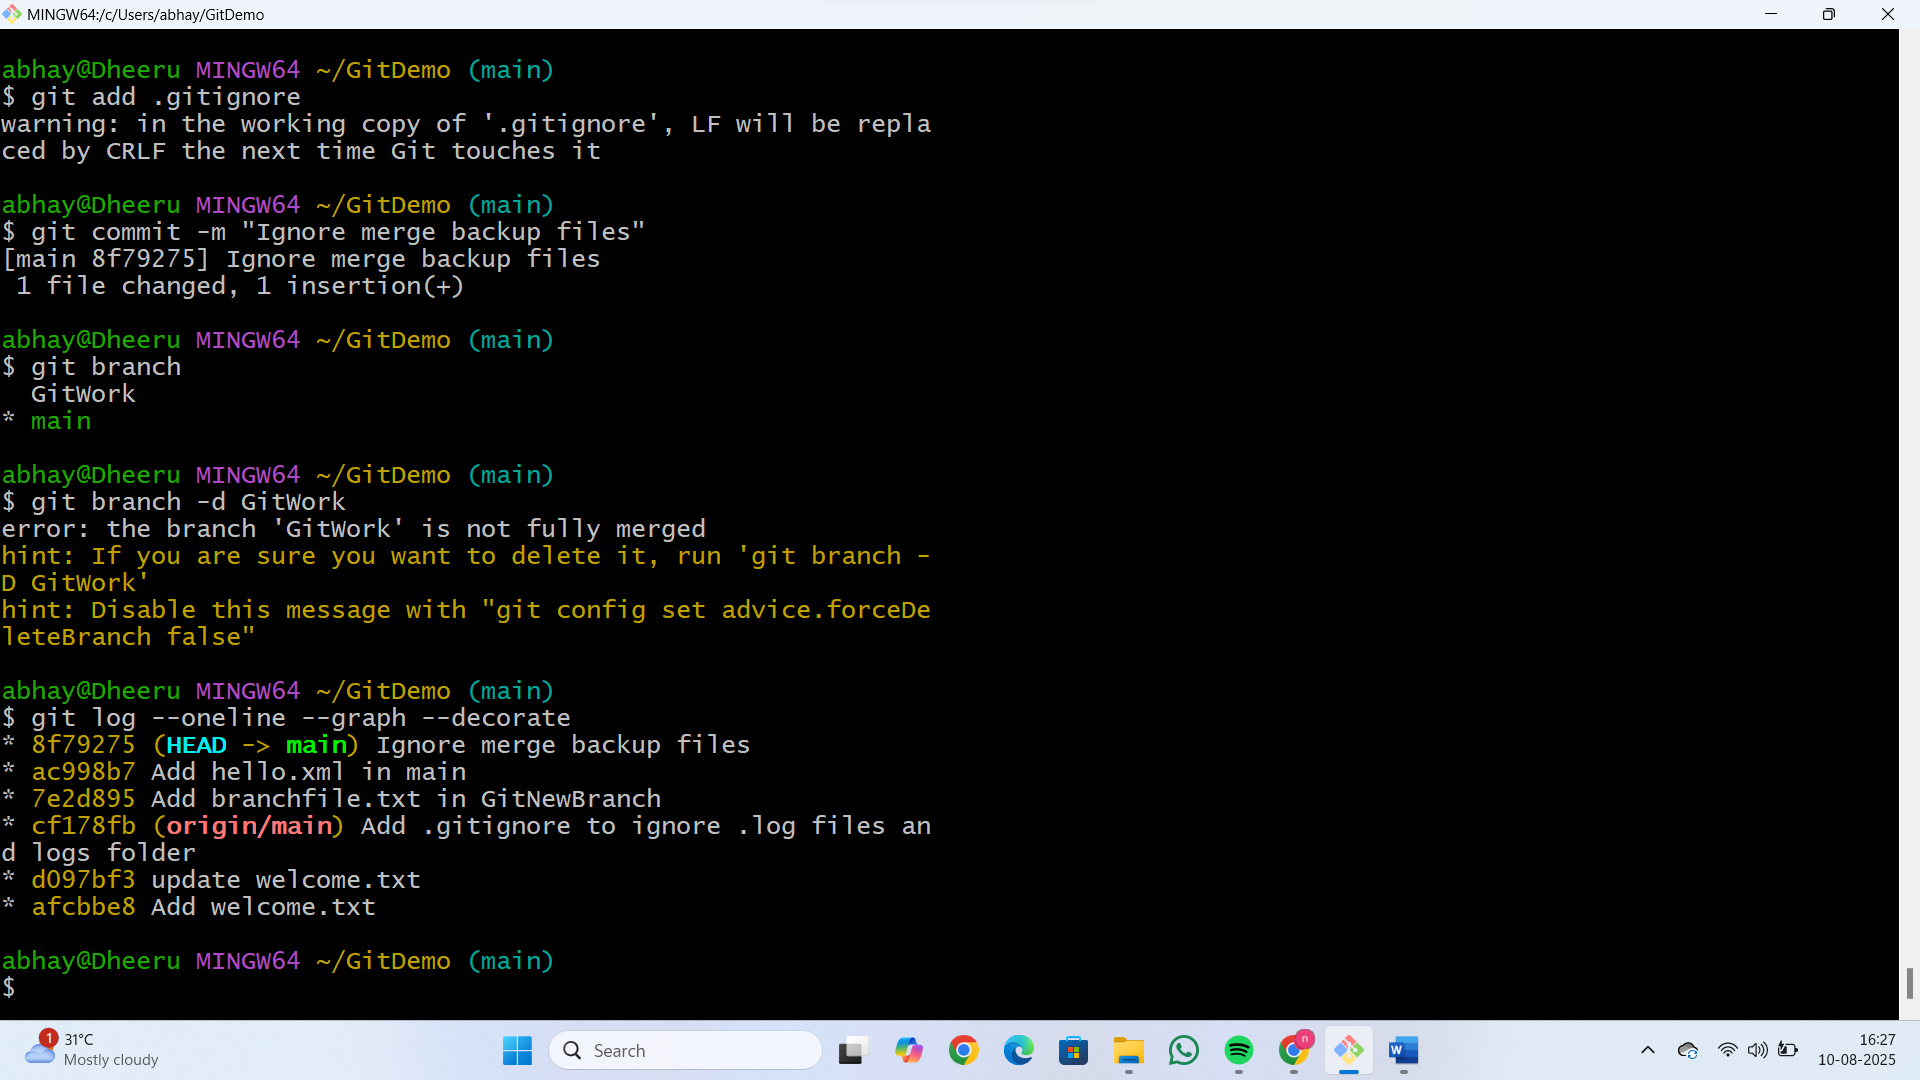 MINGW64:/c/Users/abhay/GitDemo
abhay@Dheeru MINGW64 ~/GitDemo (main)
$ git add .gitignore
warning: in the working copy of '.gitignore', LF will be repla
ced by CRLF the next time Git touches it
abhay@Dheeru MINGW64 ~/GitDemo (main)
$ git commit -m "Ignore merge backup files"
[main 8f79275] Ignore merge backup files
 1 file changed, 1 insertion(+)
abhay@Dheeru MINGW64 ~/GitDemo (main)
$ git branch
  GitWork
* main
abhay@Dheeru MINGW64 ~/GitDemo (main)
$ git branch -d GitWork
error: the branch 'GitWork' is not fully merged
hint: If you are sure you want to delete it, run 'git branch -
D GitWork'
hint: Disable this message with "git config set advice.forceDe
leteBranch false"
abhay@Dheeru MINGW64 ~/GitDemo (main)
$ git log --oneline --graph --decorate
* 8f79275 (HEAD -> main) Ignore merge backup files
* ac998b7 Add hello.xml in main
* 7e2d895 Add branchfile.txt in GitNewBranch
* cf178fb (origin/main) Add .gitignore to ignore .log files an
d logs folder
* d097bf3 update welcome.txt
* afcbbe8 Add welcome.txt
abhay@Dheeru MINGW64 ~/GitDemo (main)
$
1
31°C
Mostly cloudy
Search
n
W
16:27
10-08-2025